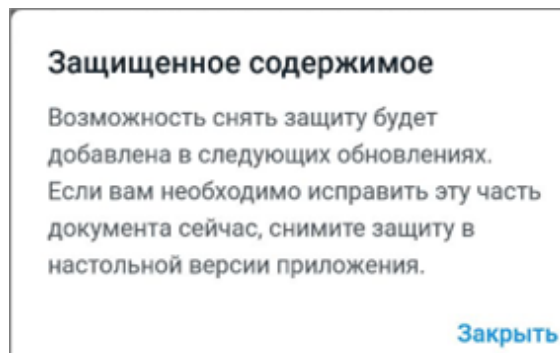 Защищенное содержимое
Возможность снять защиту будет
добавлена в следующих обновлениях.
Если вам необходимо исправить эту часть
документа сейчас, снимите защиту в
настольной версии приложения.
Закрыть